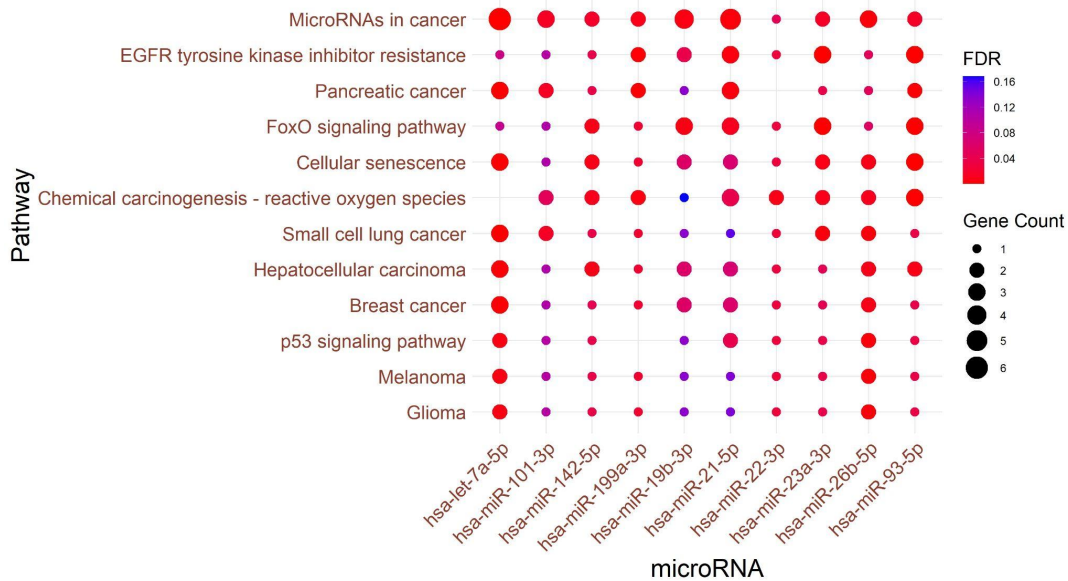 MicroRNAs in cancer
EGFR tyrosine kinase inhibitor resistance
Pancreatic cancer
FoxO signaling pathway
Cellular senescence
Chemical carcinogenesis - reactive oxygen species
Small cell lung cancer
Hepatocellular carcinoma
Breast cancer
p53 signaling pathway
Melanoma
Glioma
Pathway
hsa-let-7a-5p
hsa-miR-101-3p
hsa-miR-142-5p
hsa-miR-199a-3p
hsa-miR-19b-3p
hsa-miR-21-5p
hsa-miR-22-3p
hsa-miR-23a-3p
hsa-miR-26b-5p
hsa-miR-93-5p
microRNA
FDR
0.16
0.12
0.08
0.04
Gene Count
1
2
3
4
5
6